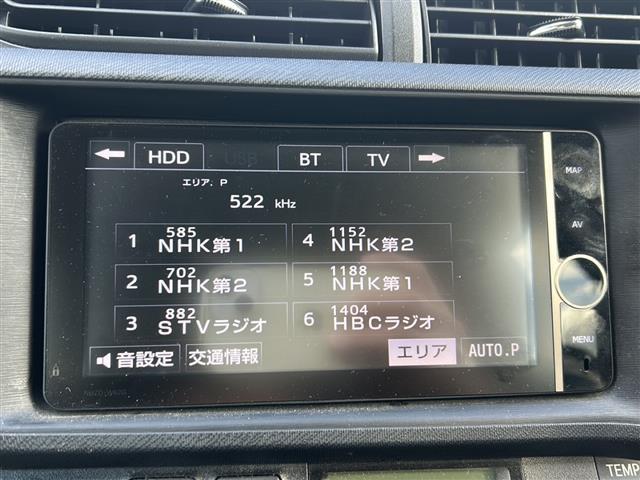 HDD USB BT TV
MAP
エリア. P
522 kHz
AV
1 585 NHK第1
4 1152 NHK第2
2 702 NHK第2
5 1188 NHK第1
3 882 STVラジオ
6 1404 HBCラジオ
MENU
音設定 交通情報 エリア AUTO.P
TEMP